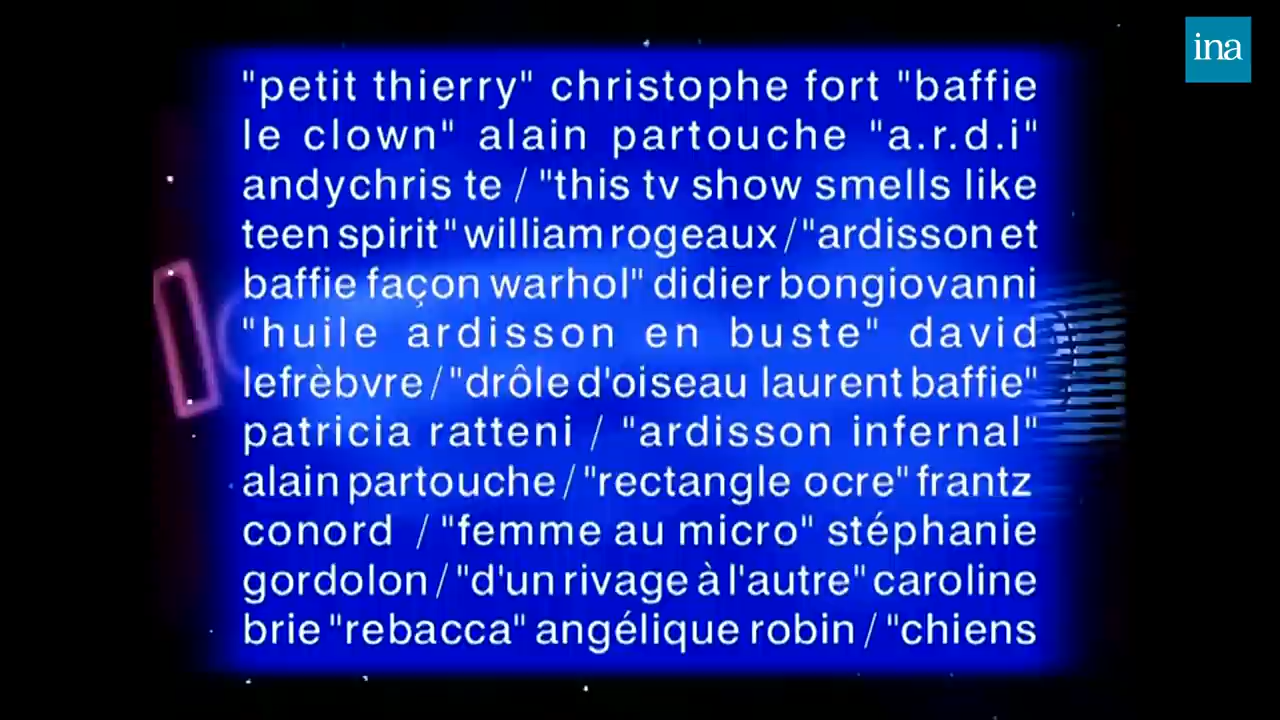 ina
"petit thierry" christophe fort "baffie
le clown" alain partouche "a.r.d.i"
andychris te / "this tv show smells like
teen spirit" william rogeaux / "ardisson et
baffie façon warhol" didier bongiovanni
"huile ardisson en buste" david
lefrèbvre / "drôle d'oiseau laurent baffie"
patricia ratteni / "ardisson infernal"
alain partouche / "rectangle ocre" frantz
conord / "femme au micro" stéphanie
gordolon / "d'un rivage à l'autre" caroline
brie "rebacca" angélique robin / "chiens